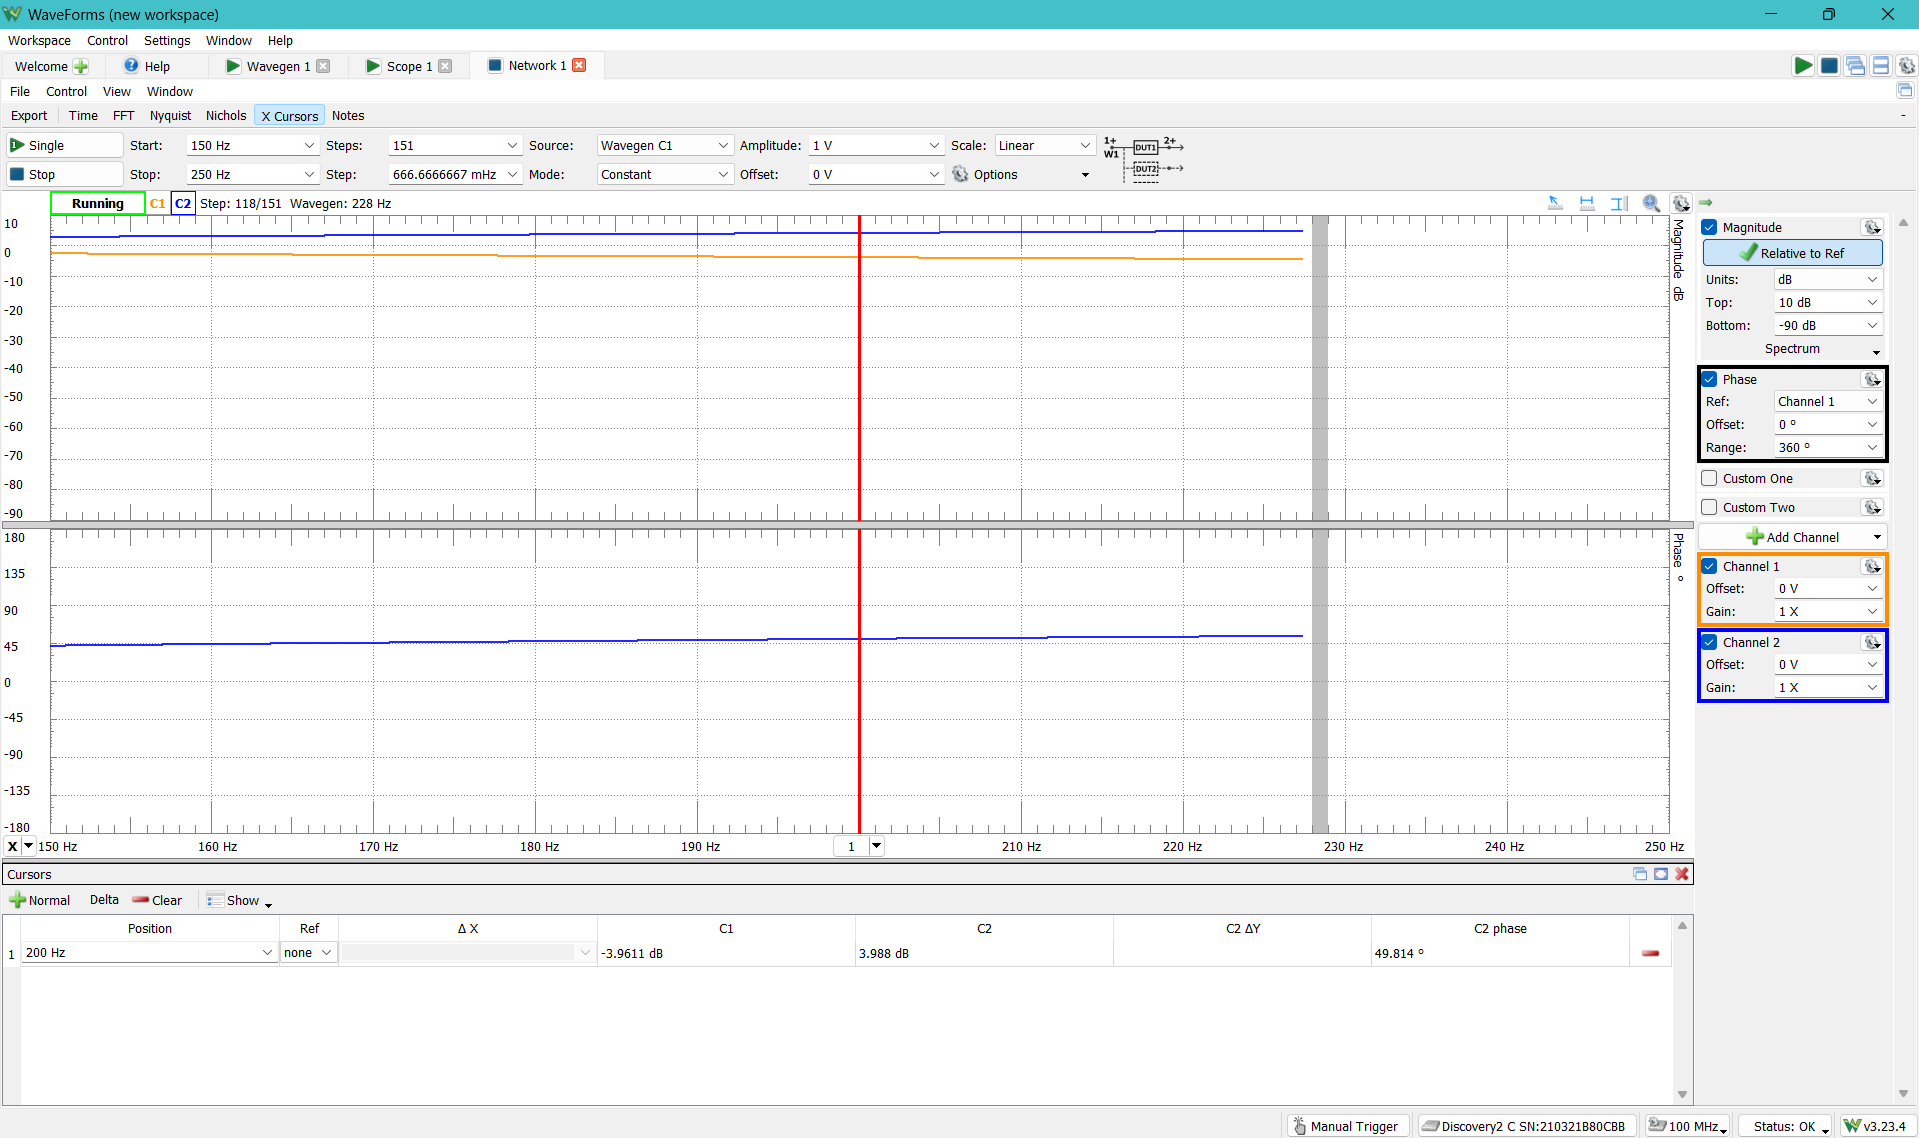 WaveForms (new workspace)
Workspace Control Settings Window Help
Welcome Help Wavegen 1 Scope 1 Network 1
File Control View Window
Export Time FFT Nyquist Nichols X Cursors Notes
Single Start: 150 Hz Steps: 151 Source: Wavegen C1 Amplitude: 1 V Scale: Linear
Stop Stop: 250 Hz Step: 666.6666667 mHz Mode: Constant Offset: 0 V Options
1+ W1 DUT1 2+ DUT2
Running C1 C2 Step: 118/151 Wavegen: 228 Hz
10
0
-10
-20
-30
-40
-50
-60
-70
-80
-90
Magnitude dB
180
135
90
45
0
-45
-90
-135
-180
Phase °
X 150 Hz 160 Hz 170 Hz 180 Hz 190 Hz 1 210 Hz 220 Hz 230 Hz 240 Hz 250 Hz
Magnitude
Relative to Ref
Units: dB
Top: 10 dB
Bottom: -90 dB
Spectrum
Phase
Ref: Channel 1
Offset: 0 °
Range: 360 °
Custom One
Custom Two
Add Channel
Channel 1
Offset: 0 V
Gain: 1 X
Channel 2
Offset: 0 V
Gain: 1 X
Cursors
Normal Delta Clear Show
Position Ref Δ X C1 C2 C2 ΔY C2 phase
1 200 Hz none -3.9611 dB 3.988 dB 49.814 °
Manual Trigger Discovery2 C SN:210321B80CBB 100 MHz Status: OK v3.23.4